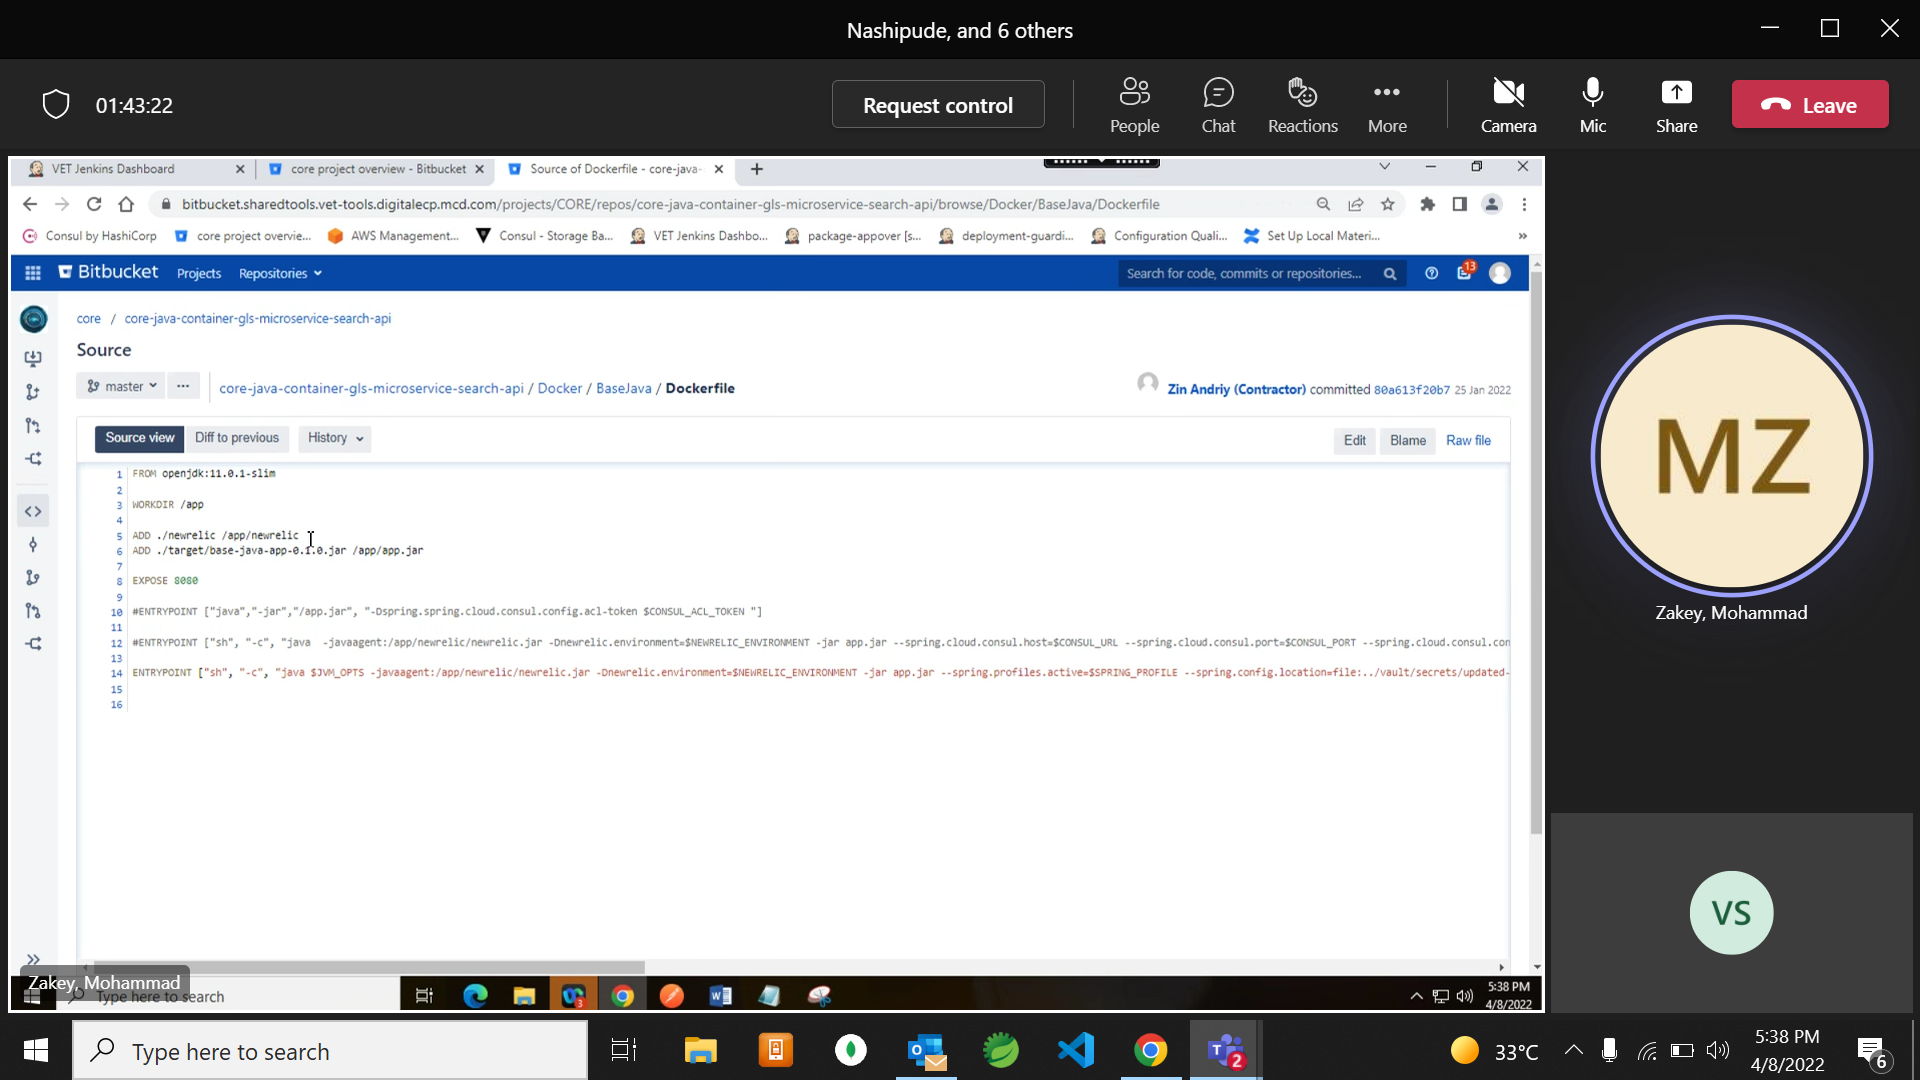 Nashipude, and 6 others
01:43:22
Request control
People
Chat
Reactions
More
Camera
Mic
Share
Leave
VET Jenkins Dashboard
core project overview - Bitbucket
Source of Dockerfile - core-java-
bitbucket.sharedtools.vet-tools.digitalecp.mcd.com/projects/CORE/repos/core-java-container-gls-microservice-search-api/browse/Docker/BaseJava/Dockerfile
Consul by HashiCorp
core project overvie...
AWS Management...
Consul - Storage Ba...
VET Jenkins Dashbo...
package-appover [s...
deployment-guardi...
Configuration Quali...
Set Up Local Materi...
»
Bitbucket
Projects
Repositories
Search for code, commits or repositories...
13
core / core-java-container-gls-microservice-search-api
Source
master
core-java-container-gls-microservice-search-api / Docker / BaseJava / Dockerfile
Zin Andriy (Contractor) committed 80a613f20b7 25 Jan 2022
Source view
Diff to previous
History
Edit
Blame
Raw file
1 FROM openjdk:11.0.1-slim
2
3 WORKDIR /app
4
5 ADD ./newrelic /app/newrelic
6 ADD ./target/base-java-app-0.1.0.jar /app/app.jar
7
8 EXPOSE 8080
9
10 #ENTRYPOINT ["java","-jar","/app.jar", "-Dspring.spring.cloud.consul.config.acl-token $CONSUL_ACL_TOKEN "]
11
12 #ENTRYPOINT ["sh", "-c", "java  -javaagent:/app/newrelic/newrelic.jar -Dnewrelic.environment=$NEWRELIC_ENVIRONMENT -jar app.jar --spring.cloud.consul.host=$CONSUL_URL --spring.cloud.consul.port=$CONSUL_PORT --spring.cloud.consul.con
13
14 ENTRYPOINT ["sh", "-c", "java $JVM_OPTS -javaagent:/app/newrelic/newrelic.jar -Dnewrelic.environment=$NEWRELIC_ENVIRONMENT -jar app.jar --spring.profiles.active=$SPRING_PROFILE --spring.config.location=file:../vault/secrets/updated-
15
16
MZ
Zakey, Mohammad
VS
Zakey, Mohammad
Type here to search
3
5:38 PM
4/8/2022
Type here to search
2
33°C
5:38 PM
4/8/2022
6